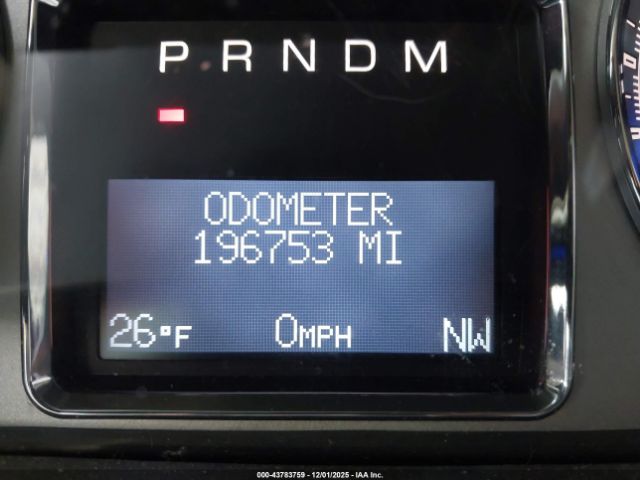 P R N D M
ODOMETER
196753 MI
26°F 0MPH NW
000-43783759 - 12/01/2025 - IAA Inc.